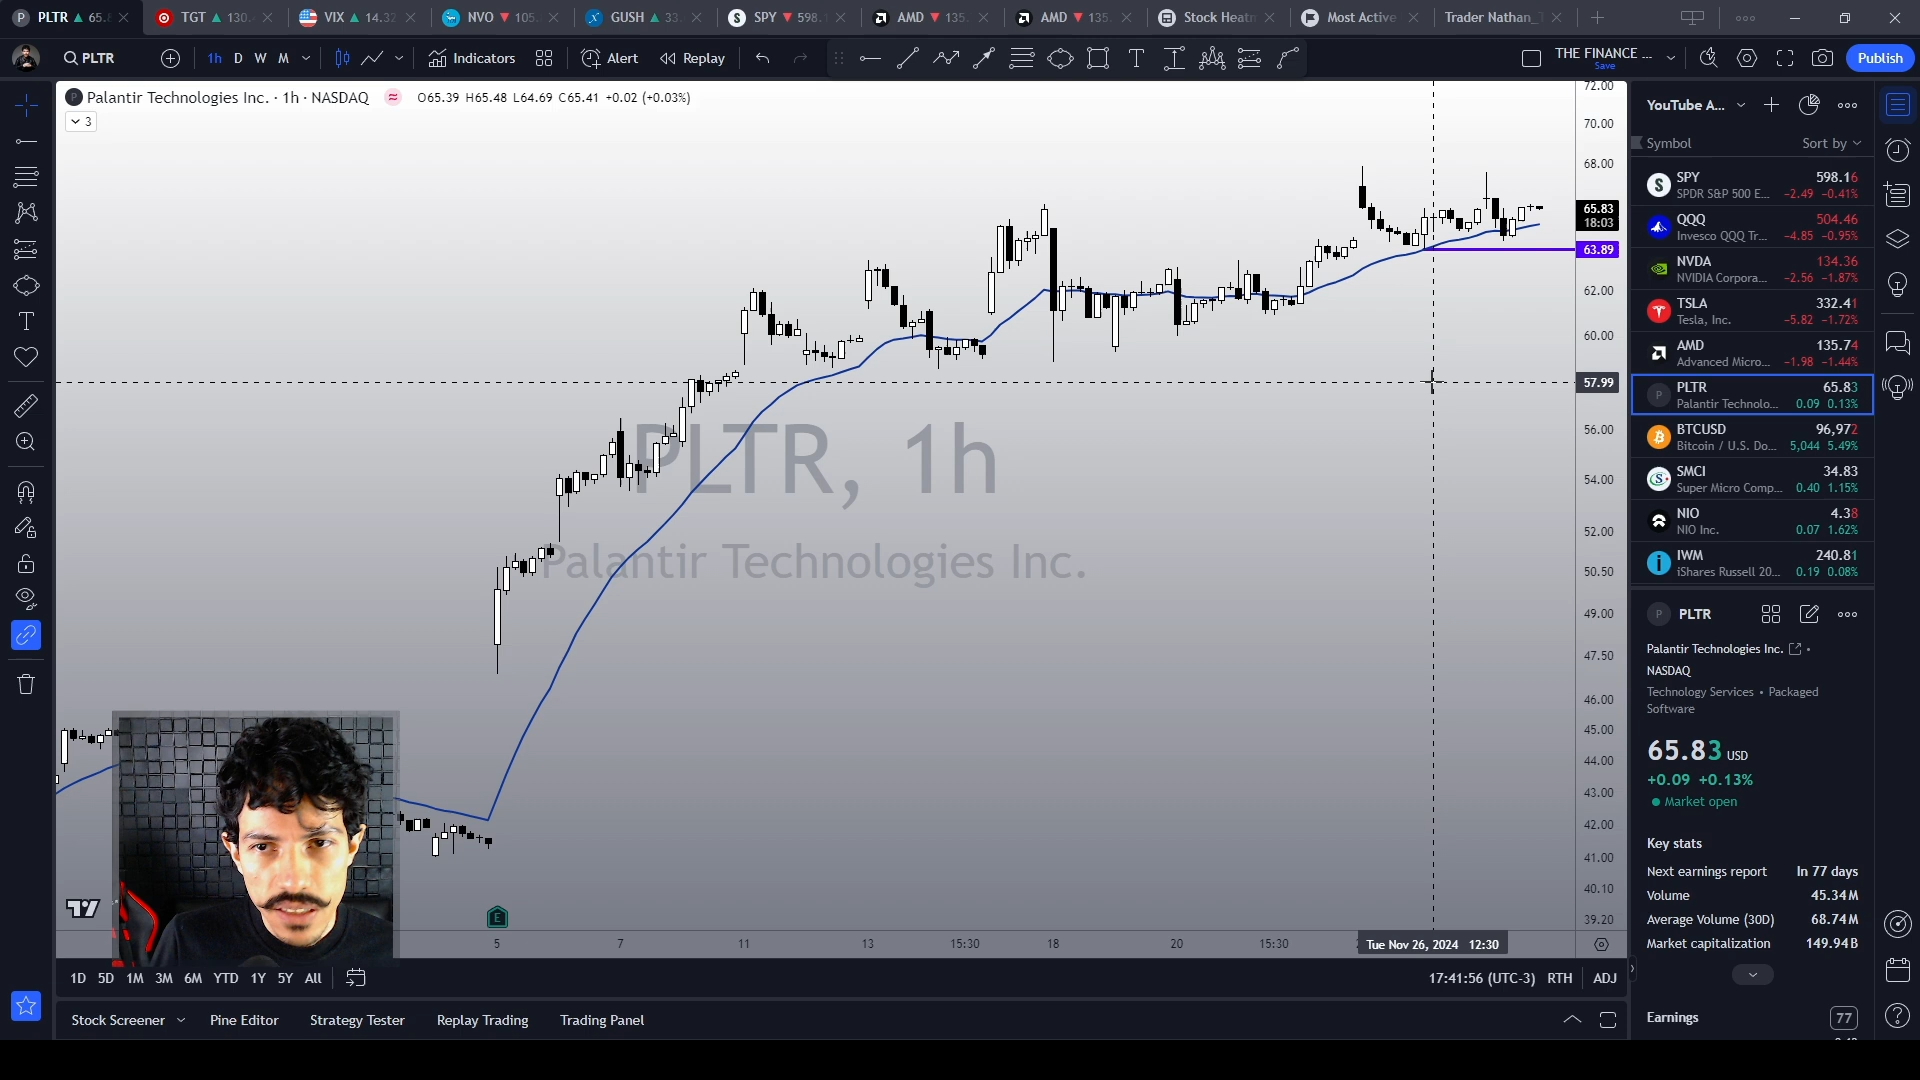 PLTR ▲ 65.8
TGT ▲ 130.
VIX ▲ 14.32
NVO ▼ 105.
GUSH ▲ 33.
SPY ▼ 598.1
AMD ▼ 135.
AMD ▼ 135.
Stock Heatm
Most Active
Trader Nathan_T
PLTR
1h D W M
Indicators
Alert
Replay
THE FINANCE ...
Save
Publish
Palantir Technologies Inc. · 1h · NASDAQ
O65.39 H65.48 L64.69 C65.41 +0.02 (+0.03%)
3
PLTR, 1h
Palantir Technologies Inc.
72.00
70.00
68.00
65.83
18:03
63.89
62.00
60.00
57.99
56.00
54.00
52.00
50.50
49.00
47.50
46.00
45.00
44.00
43.00
42.00
41.00
40.10
39.20
E
5 7 11 13 15:30 18 20 15:30
Tue Nov 26, 2024 12:30
1D 5D 1M 3M 6M YTD 1Y 5Y All
17:41:56 (UTC-3) RTH ADJ
Stock Screener
Pine Editor
Strategy Tester
Replay Trading
Trading Panel
YouTube A...
Symbol Sort by
SPY 598.16
SPDR S&P 500 E... −2.49 −0.41%
QQQ 504.46
Invesco QQQ Tr... −4.85 −0.95%
NVDA 134.36
NVIDIA Corpora... −2.56 −1.87%
TSLA 332.41
Tesla, Inc. −5.82 −1.72%
AMD 135.74
Advanced Micro... −1.98 −1.44%
PLTR 65.83
Palantir Technolo... 0.09 0.13%
BTCUSD 96,972
Bitcoin / U.S. Do... 5,044 5.49%
SMCI 34.83
Super Micro Comp... 0.40 1.15%
NIO 4.38
NIO Inc. 0.07 1.62%
IWM 240.81
iShares Russell 20... 0.19 0.08%
PLTR
Palantir Technologies Inc. •
NASDAQ
Technology Services • Packaged
Software
65.83 USD
+0.09 +0.13%
Market open
Key stats
Next earnings report In 77 days
Volume 45.34M
Average Volume (30D) 68.74M
Market capitalization 149.94B
Earnings 77